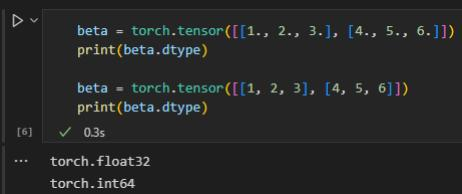 beta = torch.tensor([[1., 2., 3.], [4., 5., 6.]])
print(beta.dtype)
beta = torch.tensor([[1, 2, 3], [4, 5, 6]])
print(beta.dtype)
[6] ✓ 0.3s
... torch.float32
torch.int64